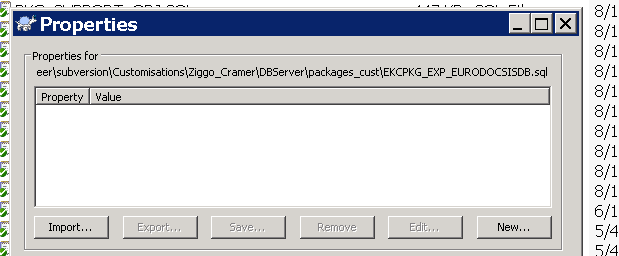 8/1
Properties
8/1
8/1
Properties for
8/1
eer\subversion\Customisations\Ziggo_Cramer\DBServer\packages_cust\EKCPKG_EXP_EURODOCSISDB.sql
8/1
Property Value
8/1
8/1
8/1
8/1
8/1
6/1
Import... Export... Save... Remove Edit... New...
5/4
5/4